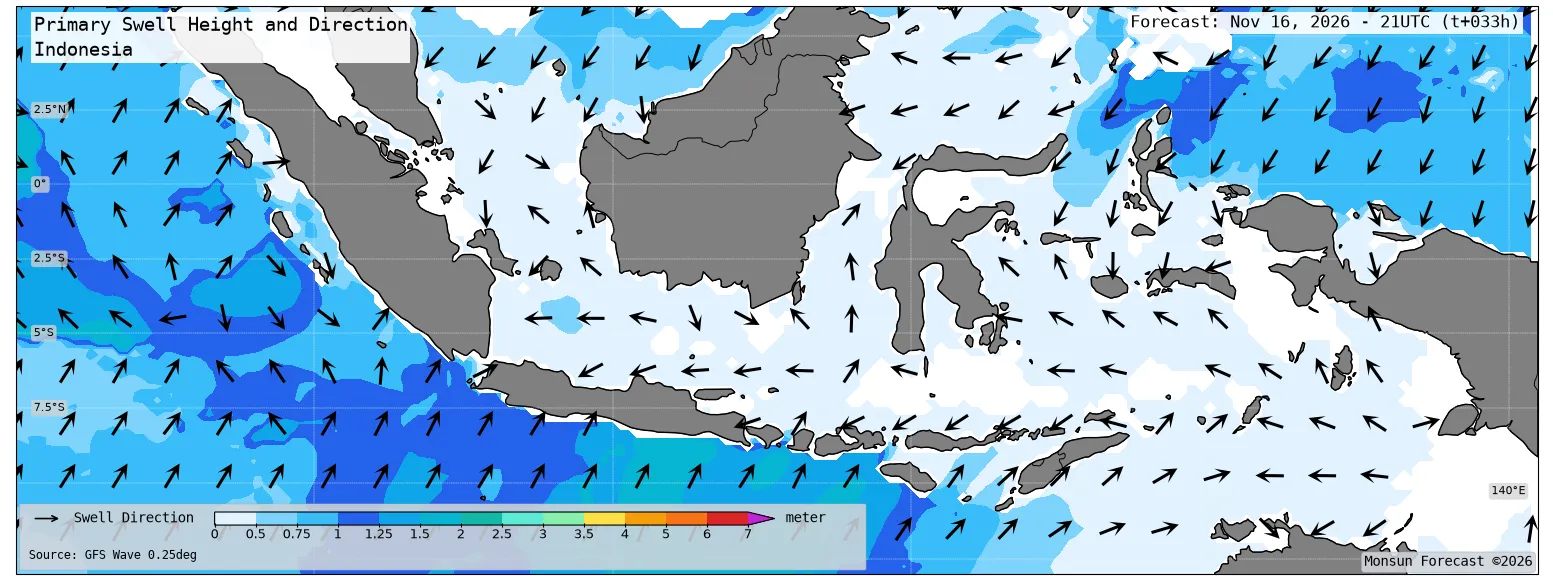 Primary Swell Height and Direction
Indonesia
Forecast: Nov 16, 2026 - 21UTC (t+033h)
2.5°N
0°
2.5°S
5°S
7.5°S
140°E
Swell Direction
0 0.5 0.75 1 1.25 1.5 2 2.5 3 3.5 4 5 6 7
meter
Source: GFS Wave 0.25deg
Monsun Forecast ©2026